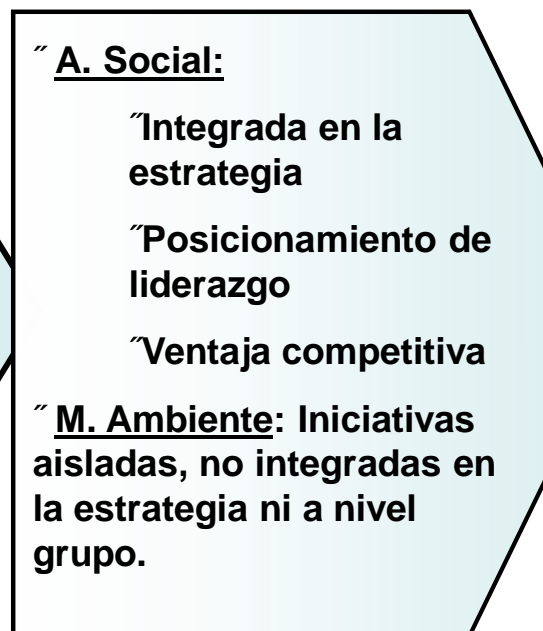 ˝ A. Social:
˝Integrada en la
estrategia
˝Posicionamiento de
liderazgo
˝Ventaja competitiva
˝ M. Ambiente: Iniciativas
aisladas, no integradas en
la estrategia ni a nivel
grupo.